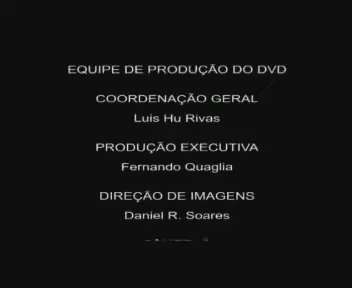 EQUIPE DE PRODUÇÃO DO DVD
COORDENAÇÃO GERAL
Luis Hu Rivas
PRODUÇÃO EXECUTIVA
Fernando Quaglia
DIREÇÃO DE IMAGENS
Daniel R. Soares